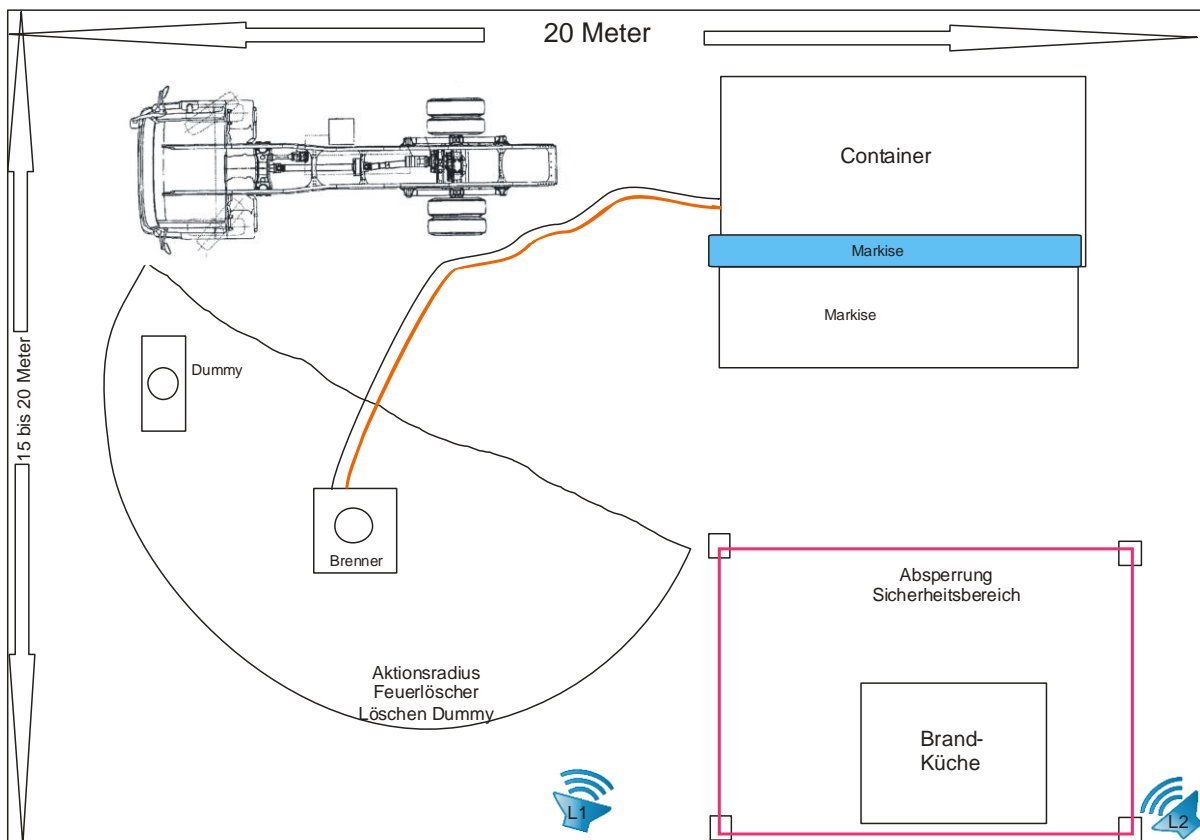 20 Meter
Container
Markise
Markise
15 bis 20 Meter
Dummy
Brenner
Absperrung
Sicherheitsbereich
Aktionsradius
Feuerlöscher
Löschen Dummy
Brand-
Küche
L1
L2